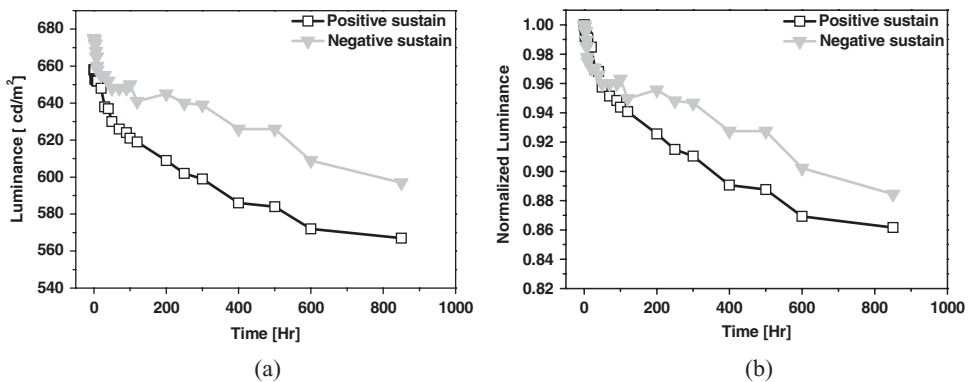 680
660
640
620
600
580
560
540
Luminance [ cd/m²]
Positive sustain
Negative sustain
0 200 400 600 800 1000
Time [Hr]
(a)
1.00
0.98
0.96
0.94
0.92
0.90
0.88
0.86
0.84
0.82
Normalized Luminance
Positive sustain
Negative sustain
0 200 400 600 800 1000
Time [Hr]
(b)